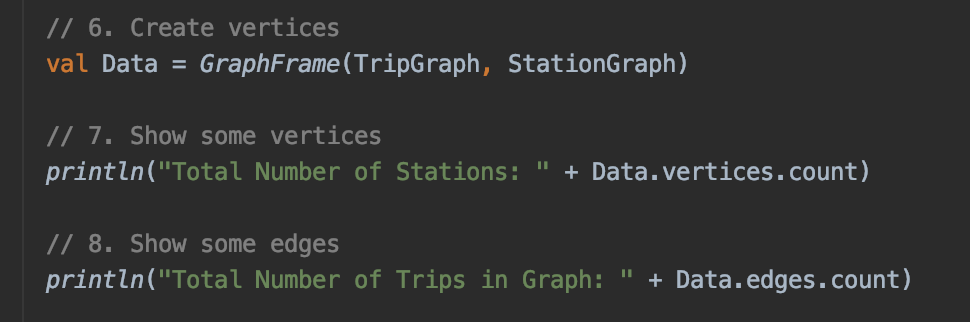 // 6. Create vertices
val Data = GraphFrame(TripGraph, StationGraph)
// 7. Show some vertices
println("Total Number of Stations: " + Data.vertices.count)
// 8. Show some edges
println("Total Number of Trips in Graph: " + Data.edges.count)